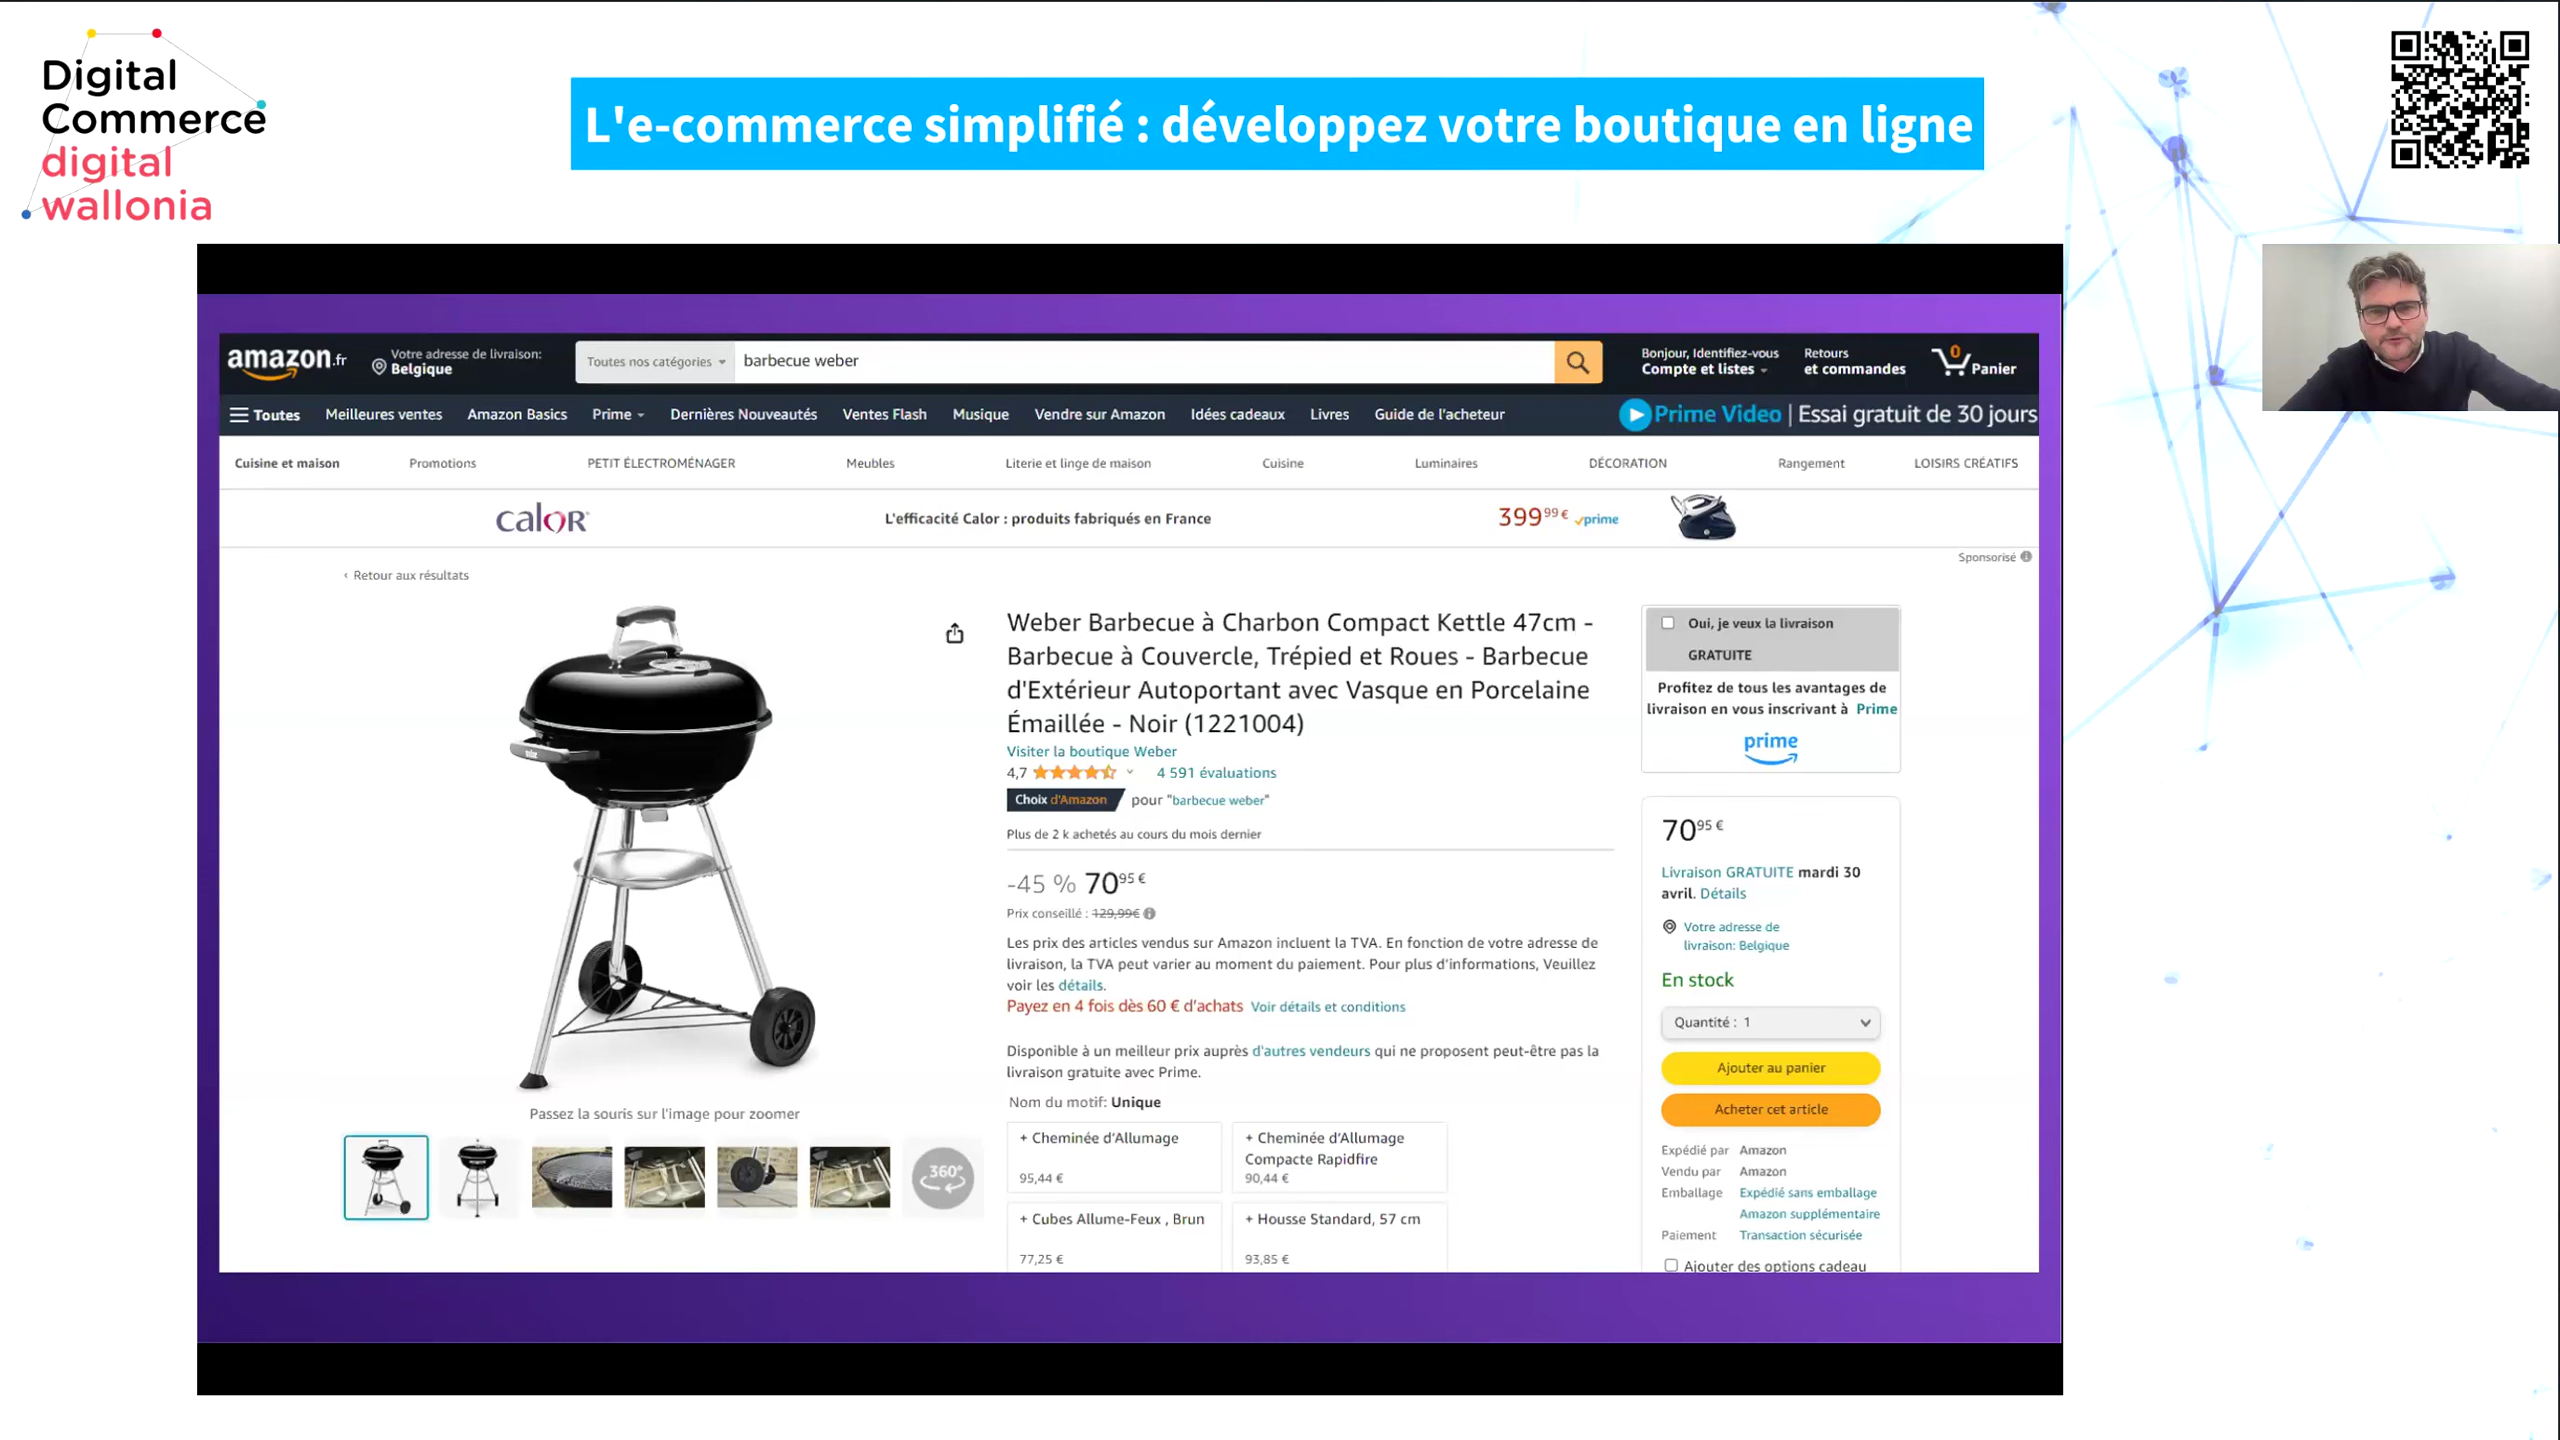 Digital
Commerce
digital
wallonia
L'e-commerce simplifié : développez votre boutique en ligne
amazon.fr
Votre adresse de livraison:
Belgique
Toutes nos catégories
barbecue weber
Bonjour, Identifiez-vous
Compte et listes
Retours
et commandes
0
Panier
Toutes
Meilleures ventes
Amazon Basics
Prime
Dernières Nouveautés
Ventes Flash
Musique
Vendre sur Amazon
Idées cadeaux
Livres
Guide de l'acheteur
Prime Video | Essai gratuit de 30 jours
Cuisine et maison
Promotions
PETIT ÉLECTROMÉNAGER
Meubles
Literie et linge de maison
Cuisine
Luminaires
DÉCORATION
Rangement
LOISIRS CRÉATIFS
calor
L'efficacité Calor : produits fabriqués en France
399,99 € prime
Sponsorisé
‹ Retour aux résultats
Weber Barbecue à Charbon Compact Kettle 47cm -
Barbecue à Couvercle, Trépied et Roues - Barbecue
d'Extérieur Autoportant avec Vasque en Porcelaine
Émaillée - Noir (1221004)
Visiter la boutique Weber
4,7
4 591 évaluations
Choix d'Amazon pour "barbecue weber"
Plus de 2 k achetés au cours du mois dernier
-45 % 70 95 €
Prix conseillé : 129,99€
Les prix des articles vendus sur Amazon incluent la TVA. En fonction de votre adresse de
livraison, la TVA peut varier au moment du paiement. Pour plus d'informations, Veuillez
voir les détails.
Payez en 4 fois dès 60 € d'achats Voir détails et conditions
Disponible à un meilleur prix auprès d'autres vendeurs qui ne proposent peut-être pas la
livraison gratuite avec Prime.
Nom du motif: Unique
+ Cheminée d'Allumage
95,44 €
+ Cheminée d'Allumage
Compacte Rapidfire
90,44 €
+ Cubes Allume-Feux , Brun
77,25 €
+ Housse Standard, 57 cm
93,85 €
Passez la souris sur l'image pour zoomer
360°
Oui, je veux la livraison
GRATUITE
Profitez de tous les avantages de
livraison en vous inscrivant à Prime
prime
70 95 €
Livraison GRATUITE mardi 30
avril. Détails
Votre adresse de
livraison: Belgique
En stock
Quantité : 1
Ajouter au panier
Acheter cet article
Expédié par Amazon
Vendu par Amazon
Emballage Expédié sans emballage
Amazon supplémentaire
Paiement Transaction sécurisée
Ajouter des options cadeau